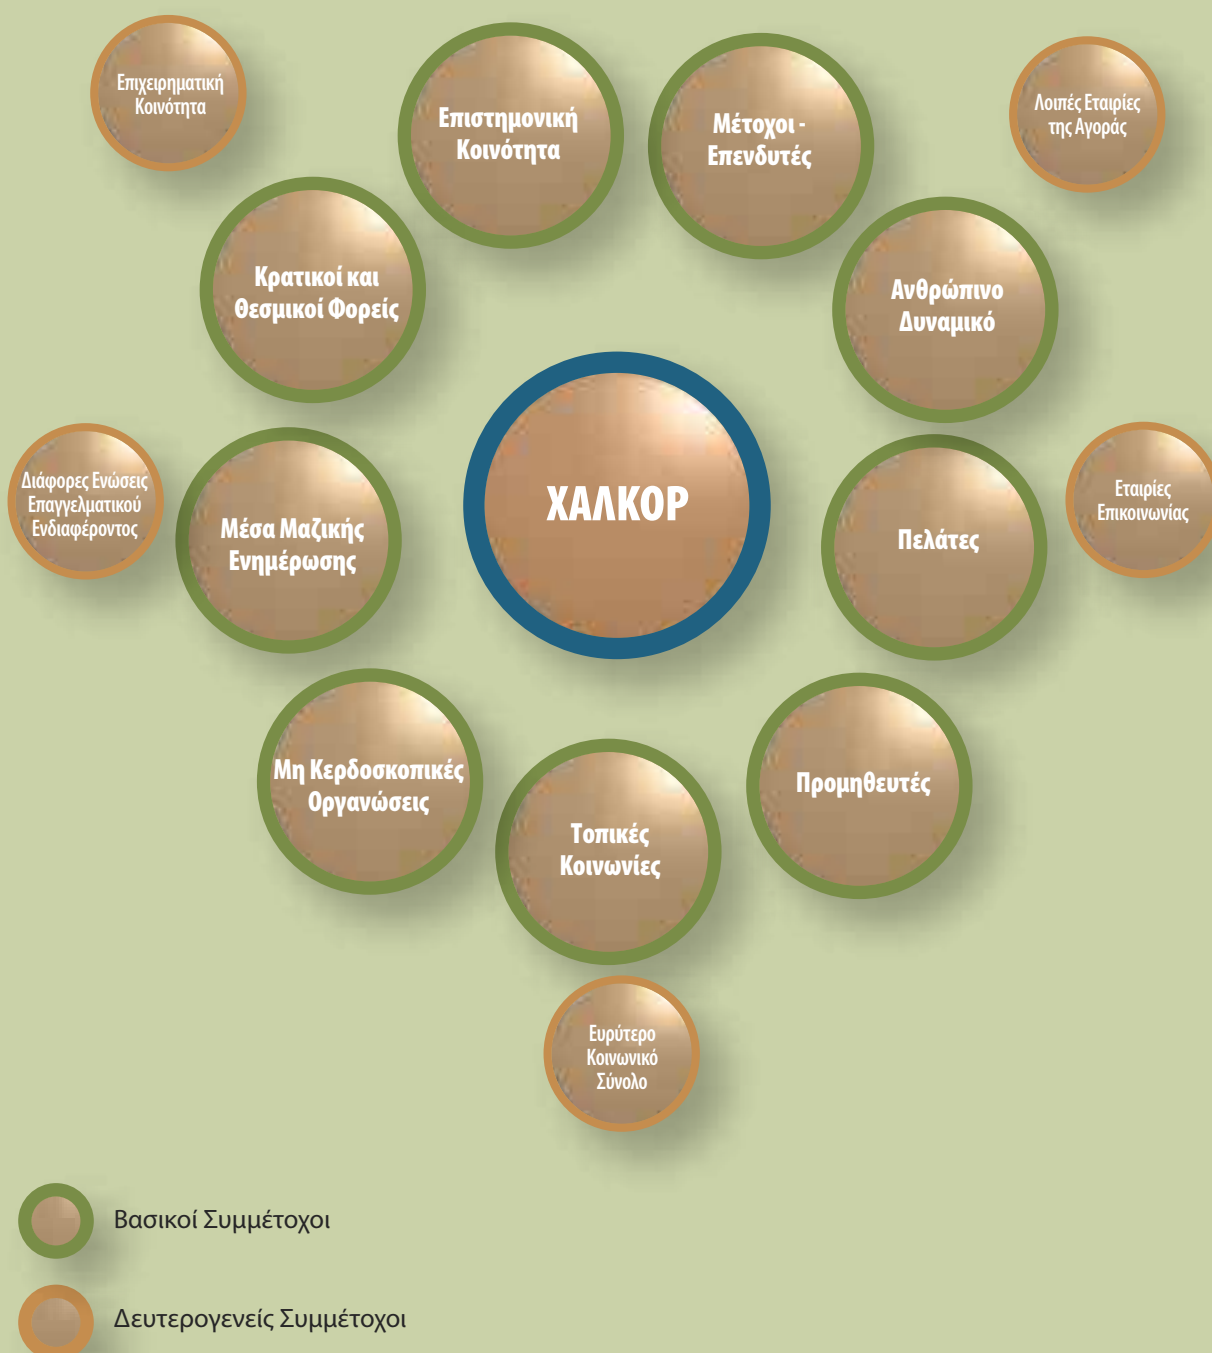 Επιχειρηματική
Κοινότητα
Επιστημονική
Κοινότητα
Μέτοχοι -
Επενδυτές
Λοιπές Εταιρίες
της Αγοράς
Κρατικοί και
Θεσμικοί Φορείς
Ανθρώπινο
Δυναμικό
Διάφορες Ενώσεις
Επαγγελματικού
Ενδιαφέροντος
Μέσα Μαζικής
Ενημέρωσης
ΧΑΛΚΟΡ
Πελάτες
Εταιρίες
Επικοινωνίας
Μη Κερδοσκοπικές
Οργανώσεις
Τοπικές
Κοινωνίες
Προμηθευτές
Ευρύτερο
Κοινωνικό
Σύνολο
Βασικοί Συμμέτοχοι
Δευτερογενείς Συμμέτοχοι